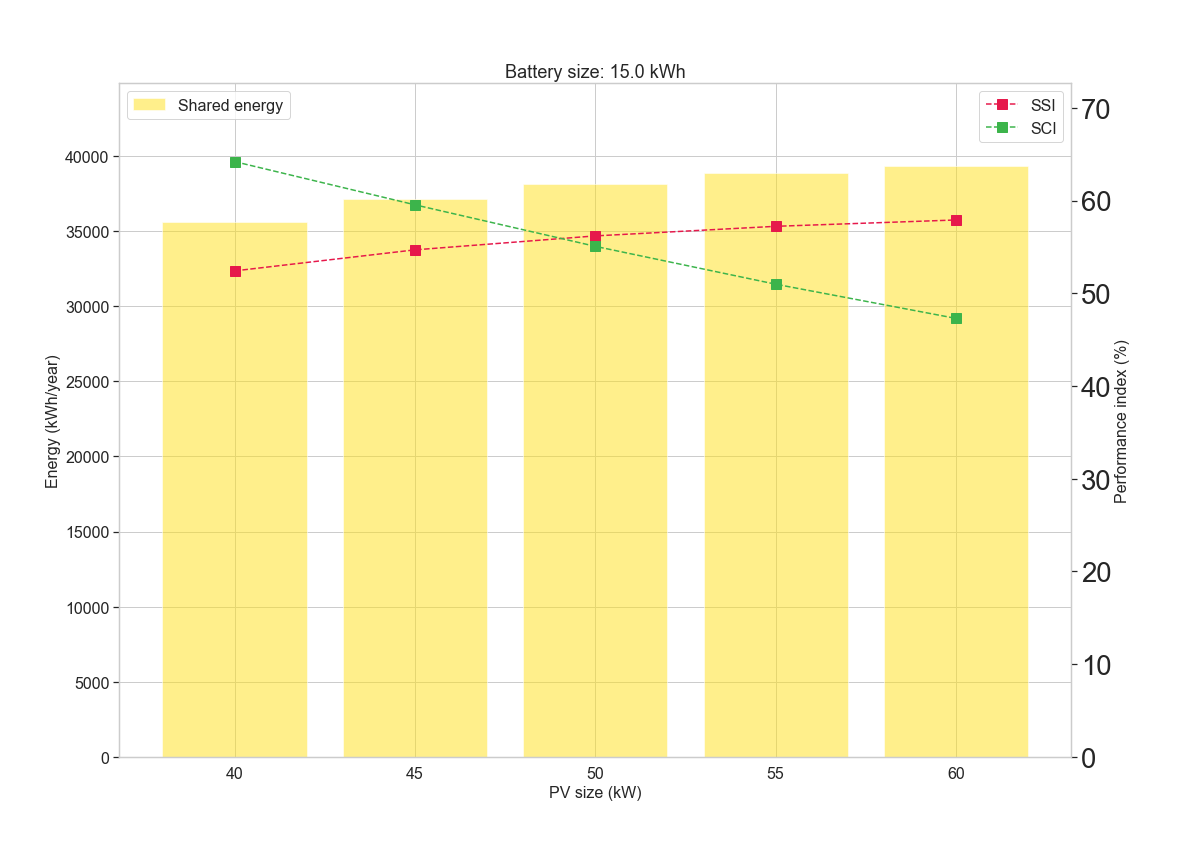 Battery size: 15.0 kWh
Shared energy
SSI
SCI
Energy (kWh/year)
40000
35000
30000
25000
20000
15000
10000
5000
0
70
60
50
40
30
20
10
0
Performance index (%)
40 45 50 55 60
PV size (kW)